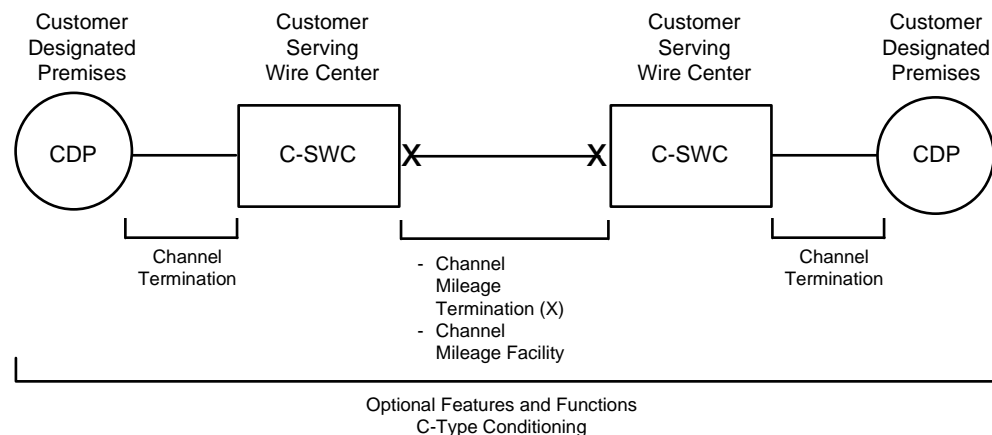 Customer
Designated
Premises
Customer
Serving
Wire Center
Customer
Serving
Wire Center
Customer
Designated
Premises
CDP
C-SWC
X
X
C-SWC
CDP
Channel
Termination
- Channel
Mileage
Termination (X)
- Channel
Mileage Facility
Channel
Termination
Optional Features and Functions
C-Type Conditioning